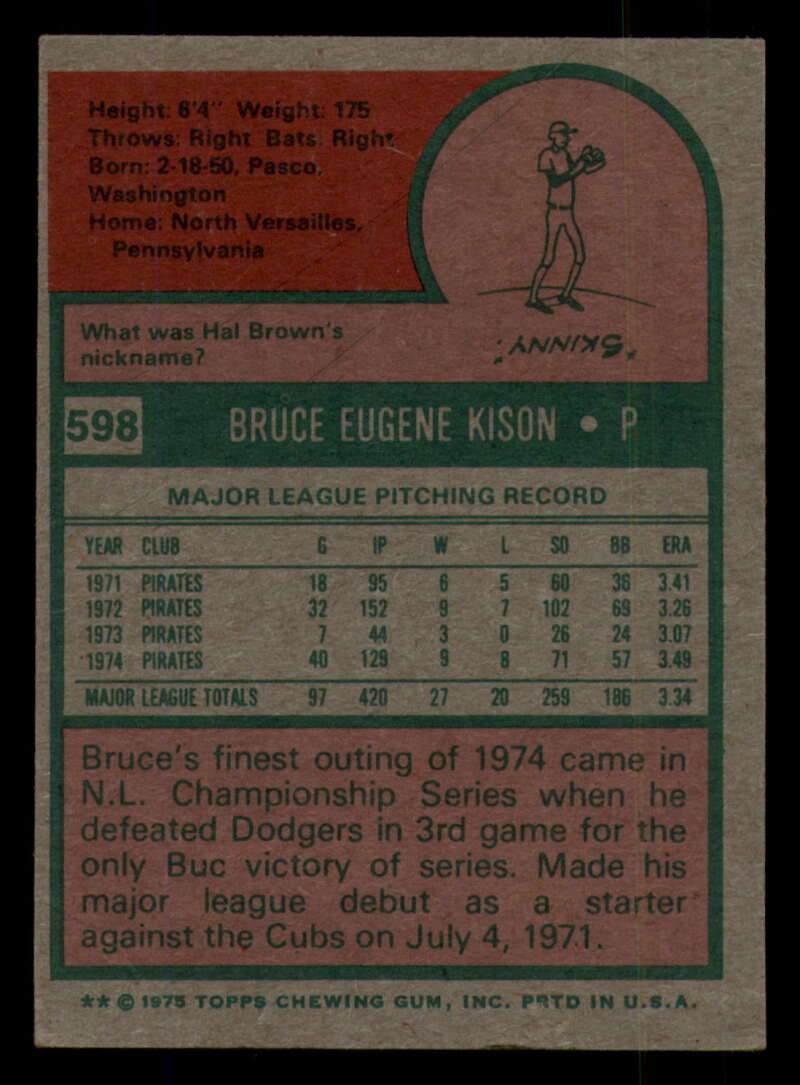 Height: 6'4" Weight: 175
Throws: Right Bats: Right
Born: 2-18-50, Pasco,
Washington
Home: North Versailles,
Pennsylvania
What was Hal Brown's
nickname?
"SKINNY."
598 BRUCE EUGENE KISON • P
MAJOR LEAGUE PITCHING RECORD
YEAR CLUB G IP W L SO BB ERA
1971 PIRATES 18 95 6 5 60 36 3.41
1972 PIRATES 32 152 9 7 102 69 3.26
1973 PIRATES 7 44 3 0 26 24 3.07
1974 PIRATES 40 129 9 8 71 57 3.49
MAJOR LEAGUE TOTALS 97 420 27 20 259 186 3.34
Bruce's finest outing of 1974 came in
N.L. Championship Series when he
defeated Dodgers in 3rd game for the
only Buc victory of series. Made his
major league debut as a starter
against the Cubs on July 4, 1971.
** © 1975 TOPPS CHEWING GUM, INC. PRTD IN U.S.A.